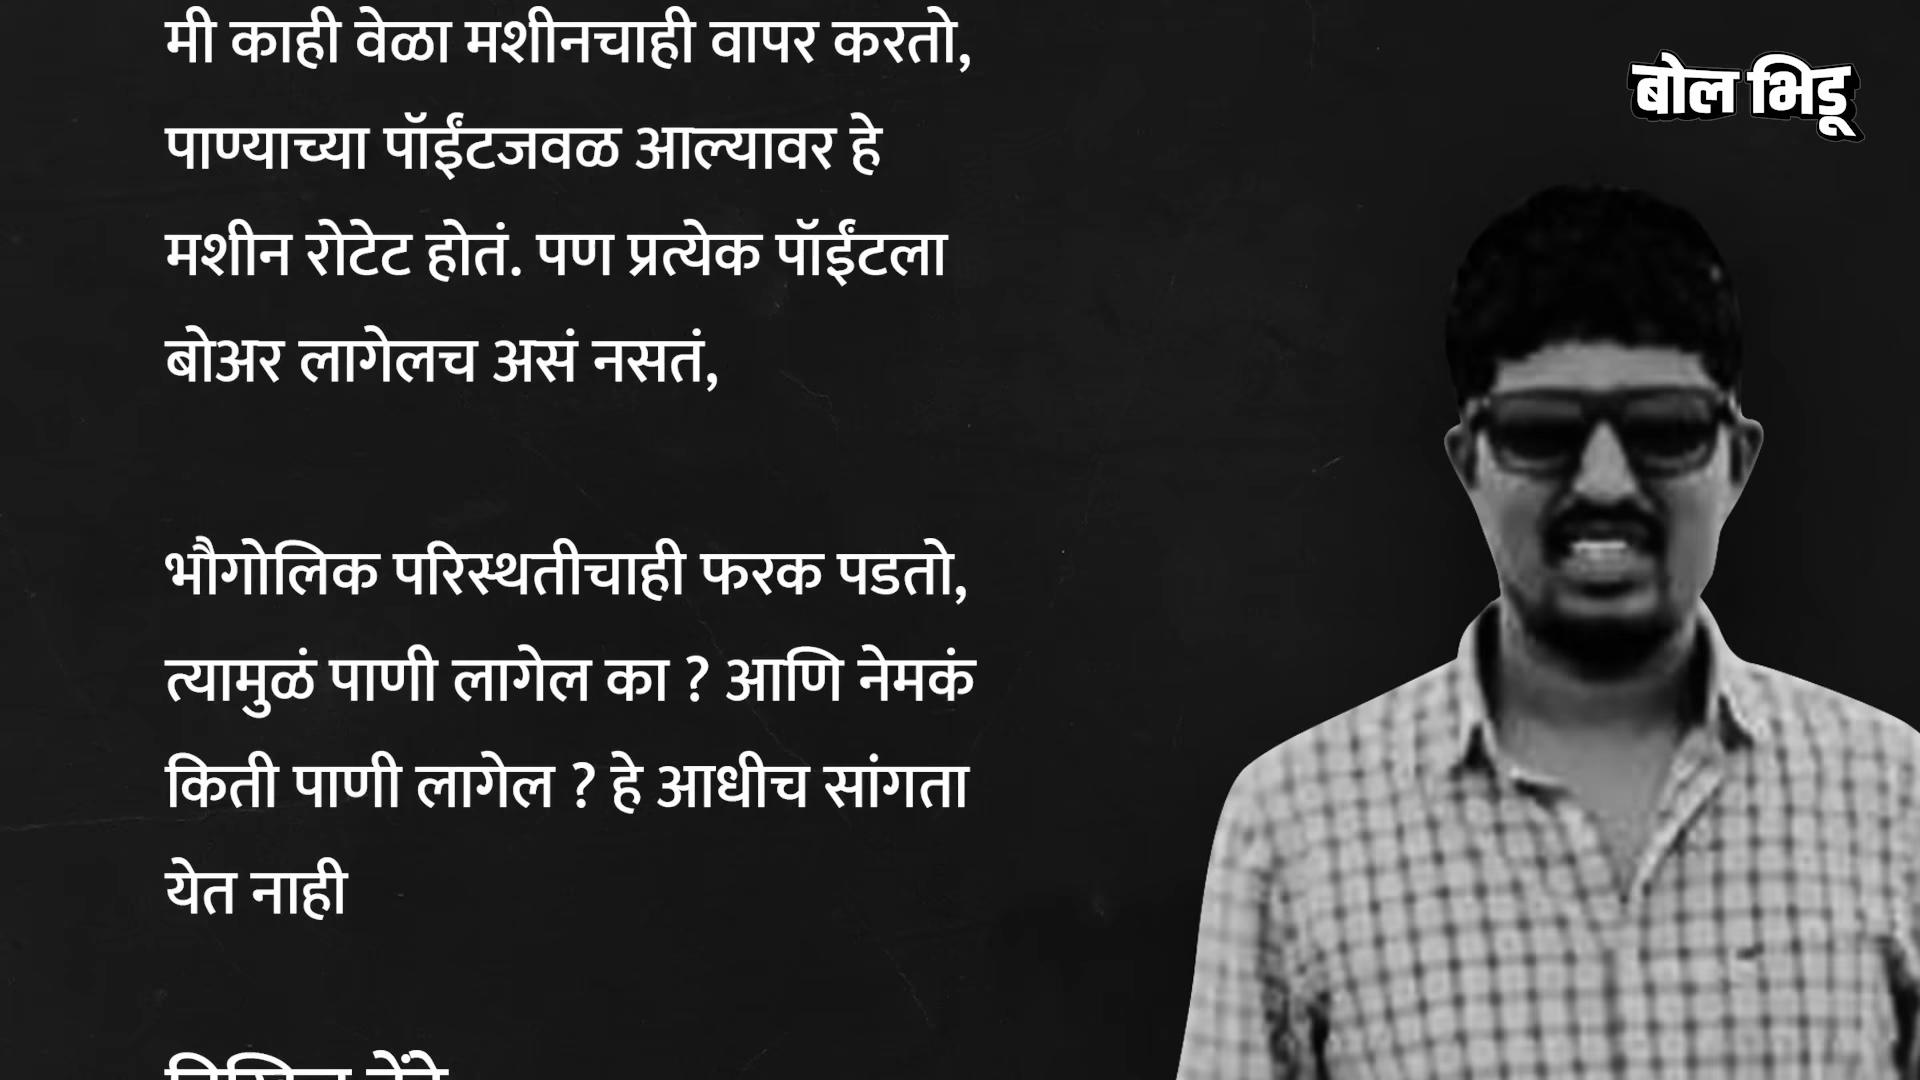 मी काही वेळा मशीनचाही वापर करतो,
पाण्याच्या पॉईंटजवळ आल्यावर हे
मशीन रोटेट होतं. पण प्रत्येक पॉईंटला
बोअर लागेलच असं नसतं,
भौगोलिक परिस्थतीचाही फरक पडतो,
त्यामुळं पाणी लागेल का ? आणि नेमकं
किती पाणी लागेल ? हे आधीच सांगता
येत नाही
बोल भिडू